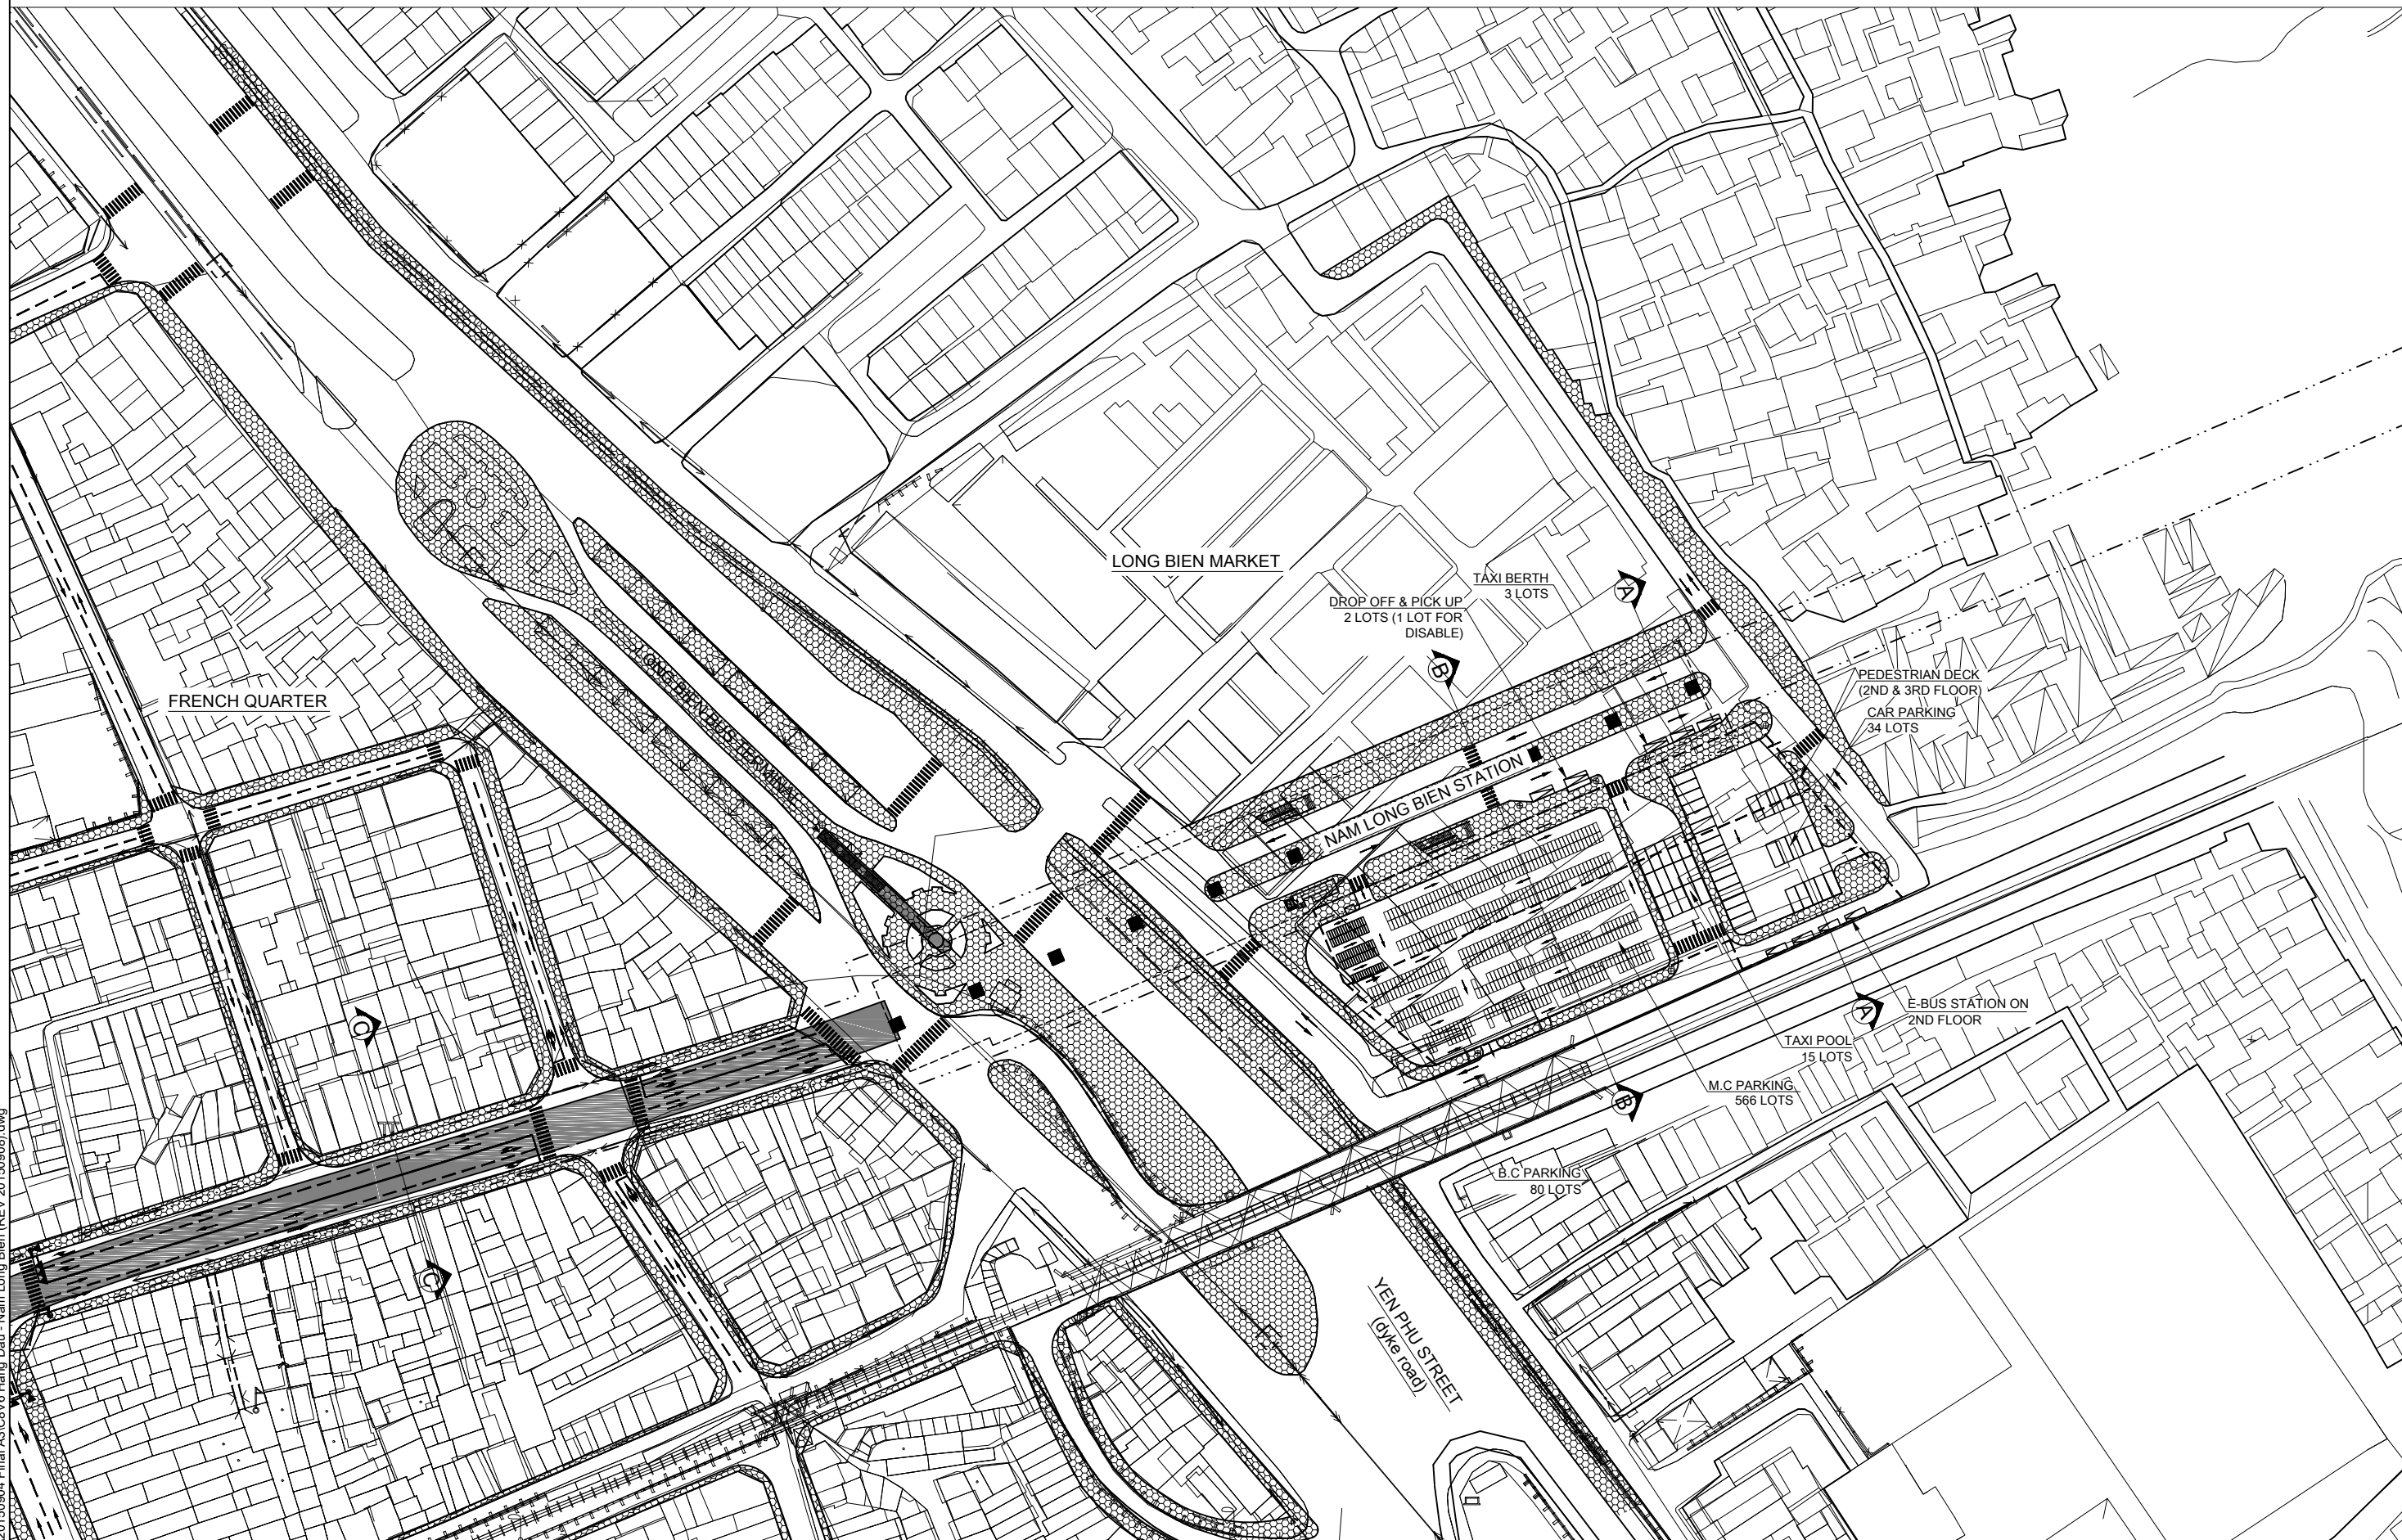 LONG BIEN MARKET
TAXI BERTH
3 LOTS
A
DROP OFF & PICK UP
2 LOTS (1 LOT FOR
DISABLE)
B
PEDESTRIAN DECK
(2ND & 3RD FLOOR)
CAR PARKING
34 LOTS
FRENCH QUARTER
LONG BIEN BUS TERMINAL
NAM LONG BIEN STATION
E-BUS STATION ON
2ND FLOOR
A
C
TAXI POOL
15 LOTS
M.C PARKING
566 LOTS
B
B.C PARKING
80 LOTS
C
YEN PHU STREET
(dyke road)